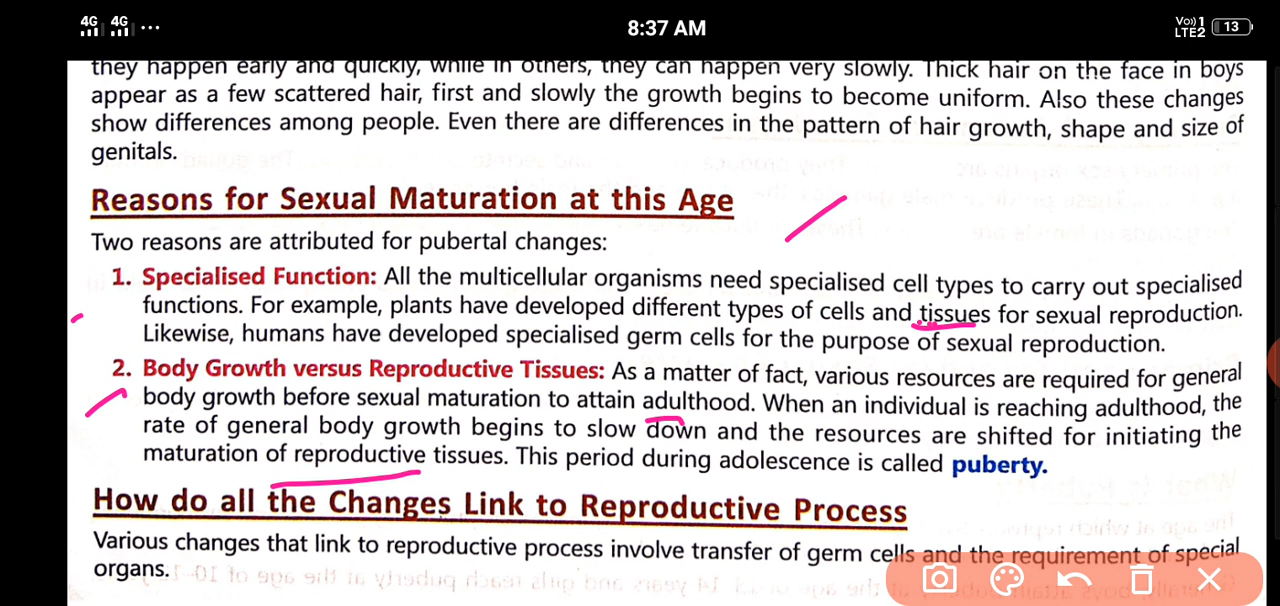 4G 4G ... 8:37 AM Vo)) 1 LTE2 13
they happen early and quickly, while in others, they can happen very slowly. Thick hair on the face in boys
appear as a few scattered hair, first and slowly the growth begins to become uniform. Also these changes
show differences among people. Even there are differences in the pattern of hair growth, shape and size of
genitals.
Reasons for Sexual Maturation at this Age
Two reasons are attributed for pubertal changes:
1. Specialised Function: All the multicellular organisms need specialised cell types to carry out specialised
functions. For example, plants have developed different types of cells and tissues for sexual reproduction.
Likewise, humans have developed specialised germ cells for the purpose of sexual reproduction.
2. Body Growth versus Reproductive Tissues: As a matter of fact, various resources are required for general
body growth before sexual maturation to attain adulthood. When an individual is reaching adulthood, the
rate of general body growth begins to slow down and the resources are shifted for initiating the
maturation of reproductive tissues. This period during adolescence is called puberty.
How do all the Changes Link to Reproductive Process
Various changes that link to reproductive process involve transfer of germ cells and the requirement of special
organs.